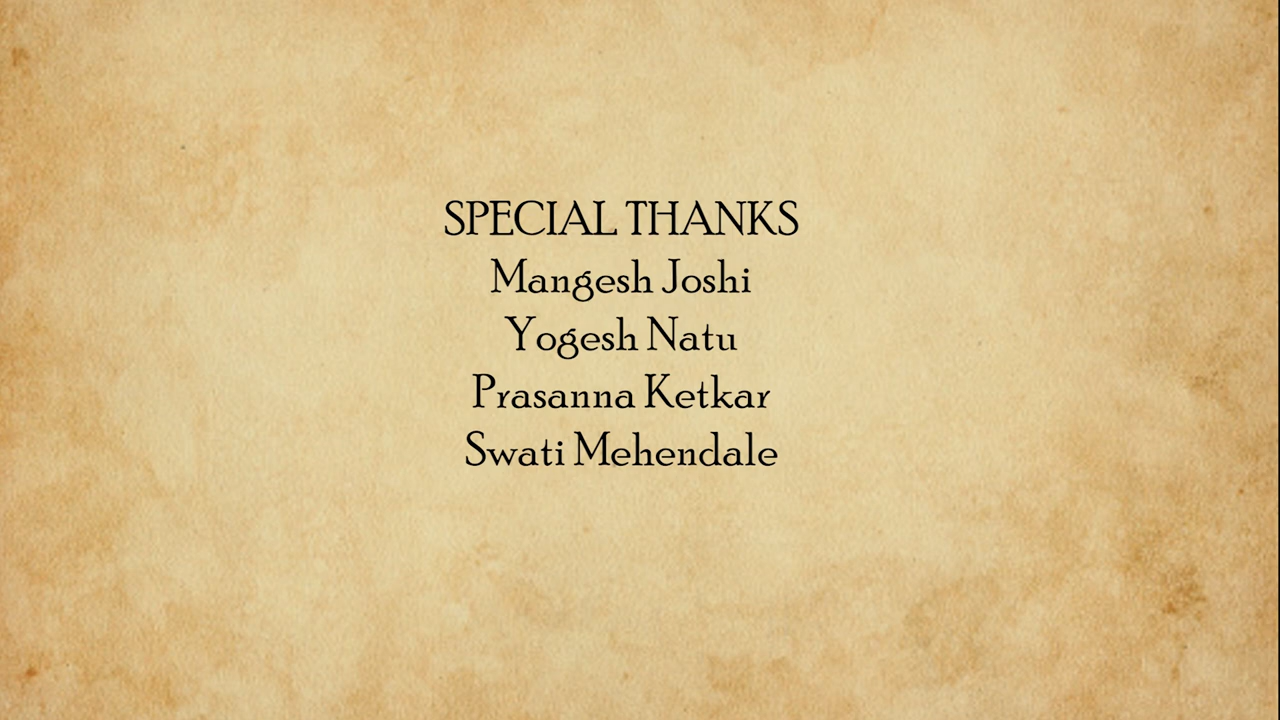 SPECIAL THANKS
Mangesh Joshi
Yogesh Natu
Prasanna Ketkar
Swati Mehendale